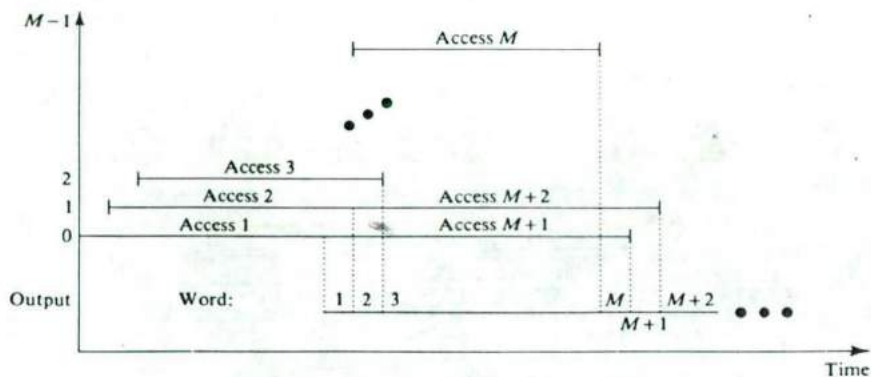 M−1
Access M
Access 3
2
Access 2 Access M+2
1
Access 1 Access M+1
0
Output Word: 1 2 3 M M+2
M+1
Time